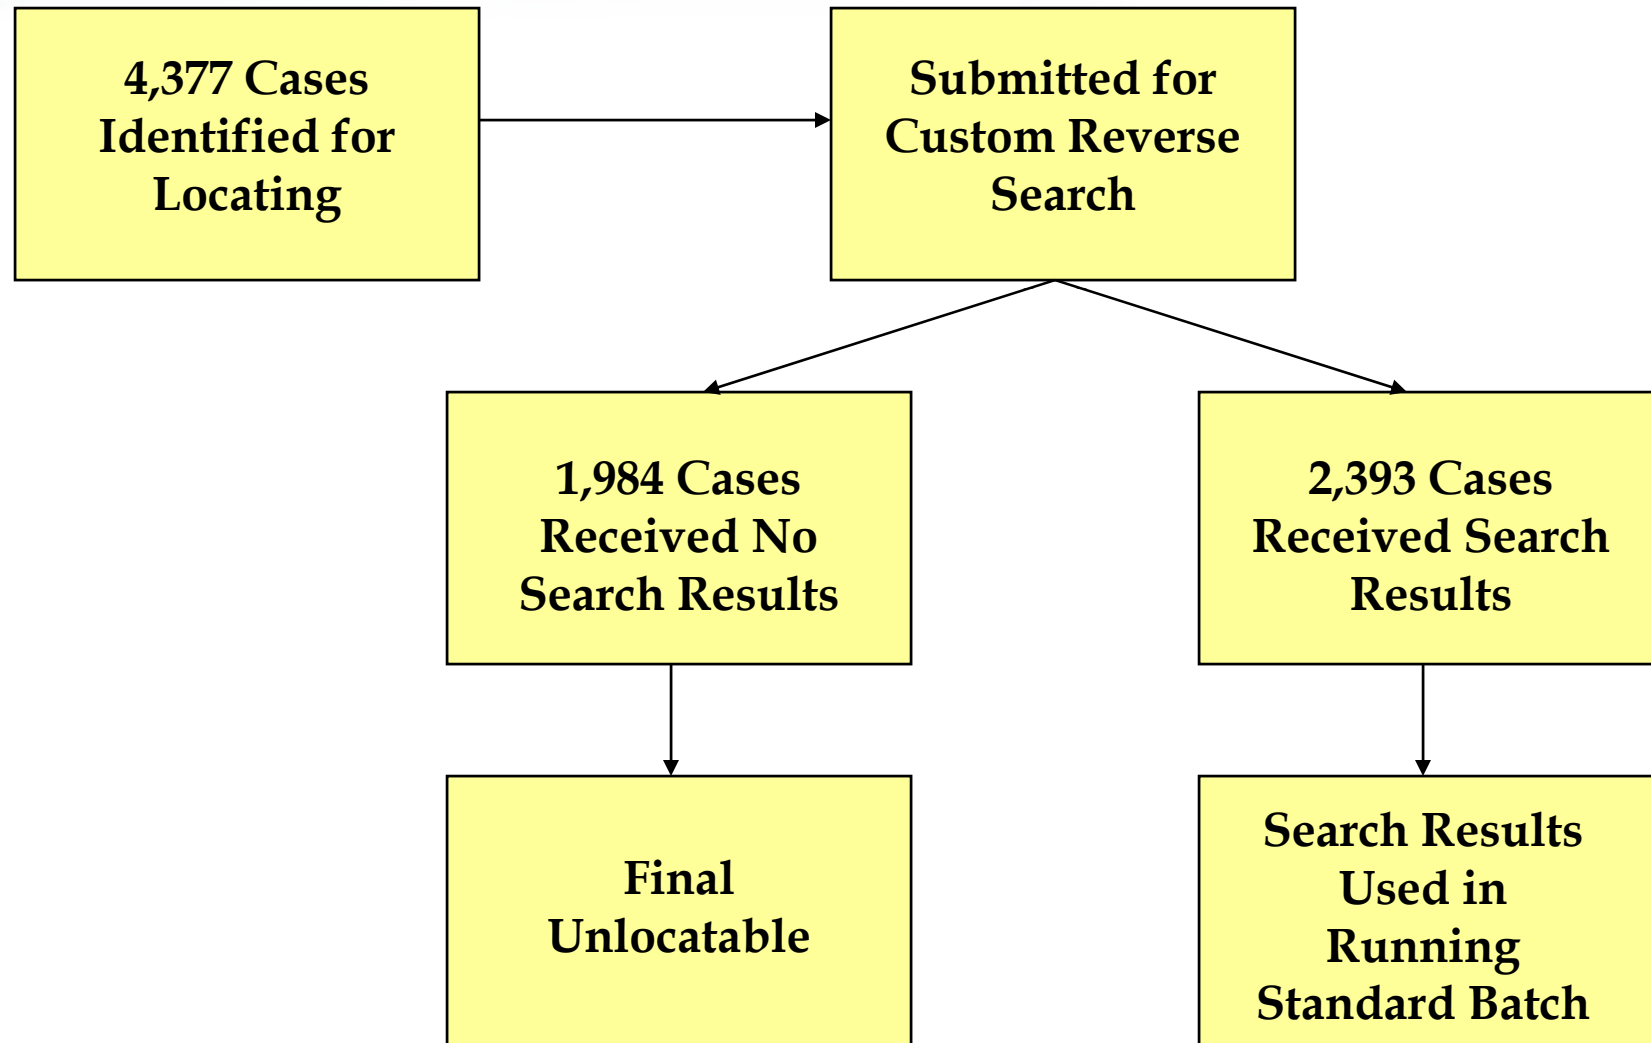 4,377 Cases
Identified for
Locating
Submitted for
Custom Reverse
Search
1,984 Cases
Received No
Search Results
2,393 Cases
Received Search
Results
Final
Unlocatable
Search Results
Used in
Running
Standard Batch